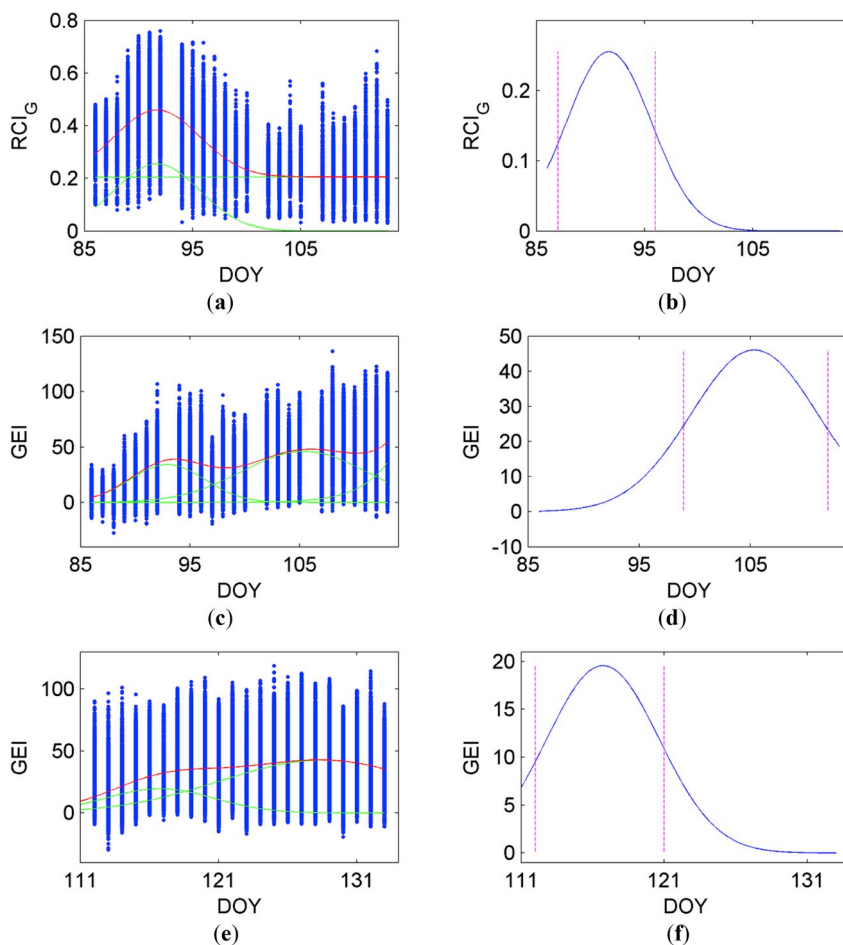 0.8
0.6
0.4
0.2
0
RCI_G
85 95 105
DOY
(a)
0.2
0.1
0
RCI_G
85 95 105
DOY
(b)
150
100
50
0
GEI
85 95 105
DOY
(c)
50
40
30
20
10
0
-10
GEI
85 95 105
DOY
(d)
100
50
0
GEI
111 121 131
DOY
(e)
20
15
10
5
0
GEI
111 121 131
DOY
(f)